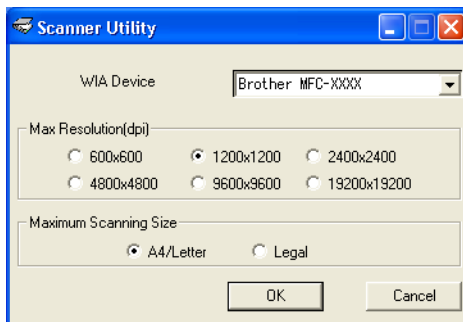 Scanner Utility
WIA Device Brother MFC-XXXX
Max Resolution(dpi)
600x600 1200x1200 2400x2400
4800x4800 9600x9600 19200x19200
Maximum Scanning Size
A4/Letter Legal
OK Cancel